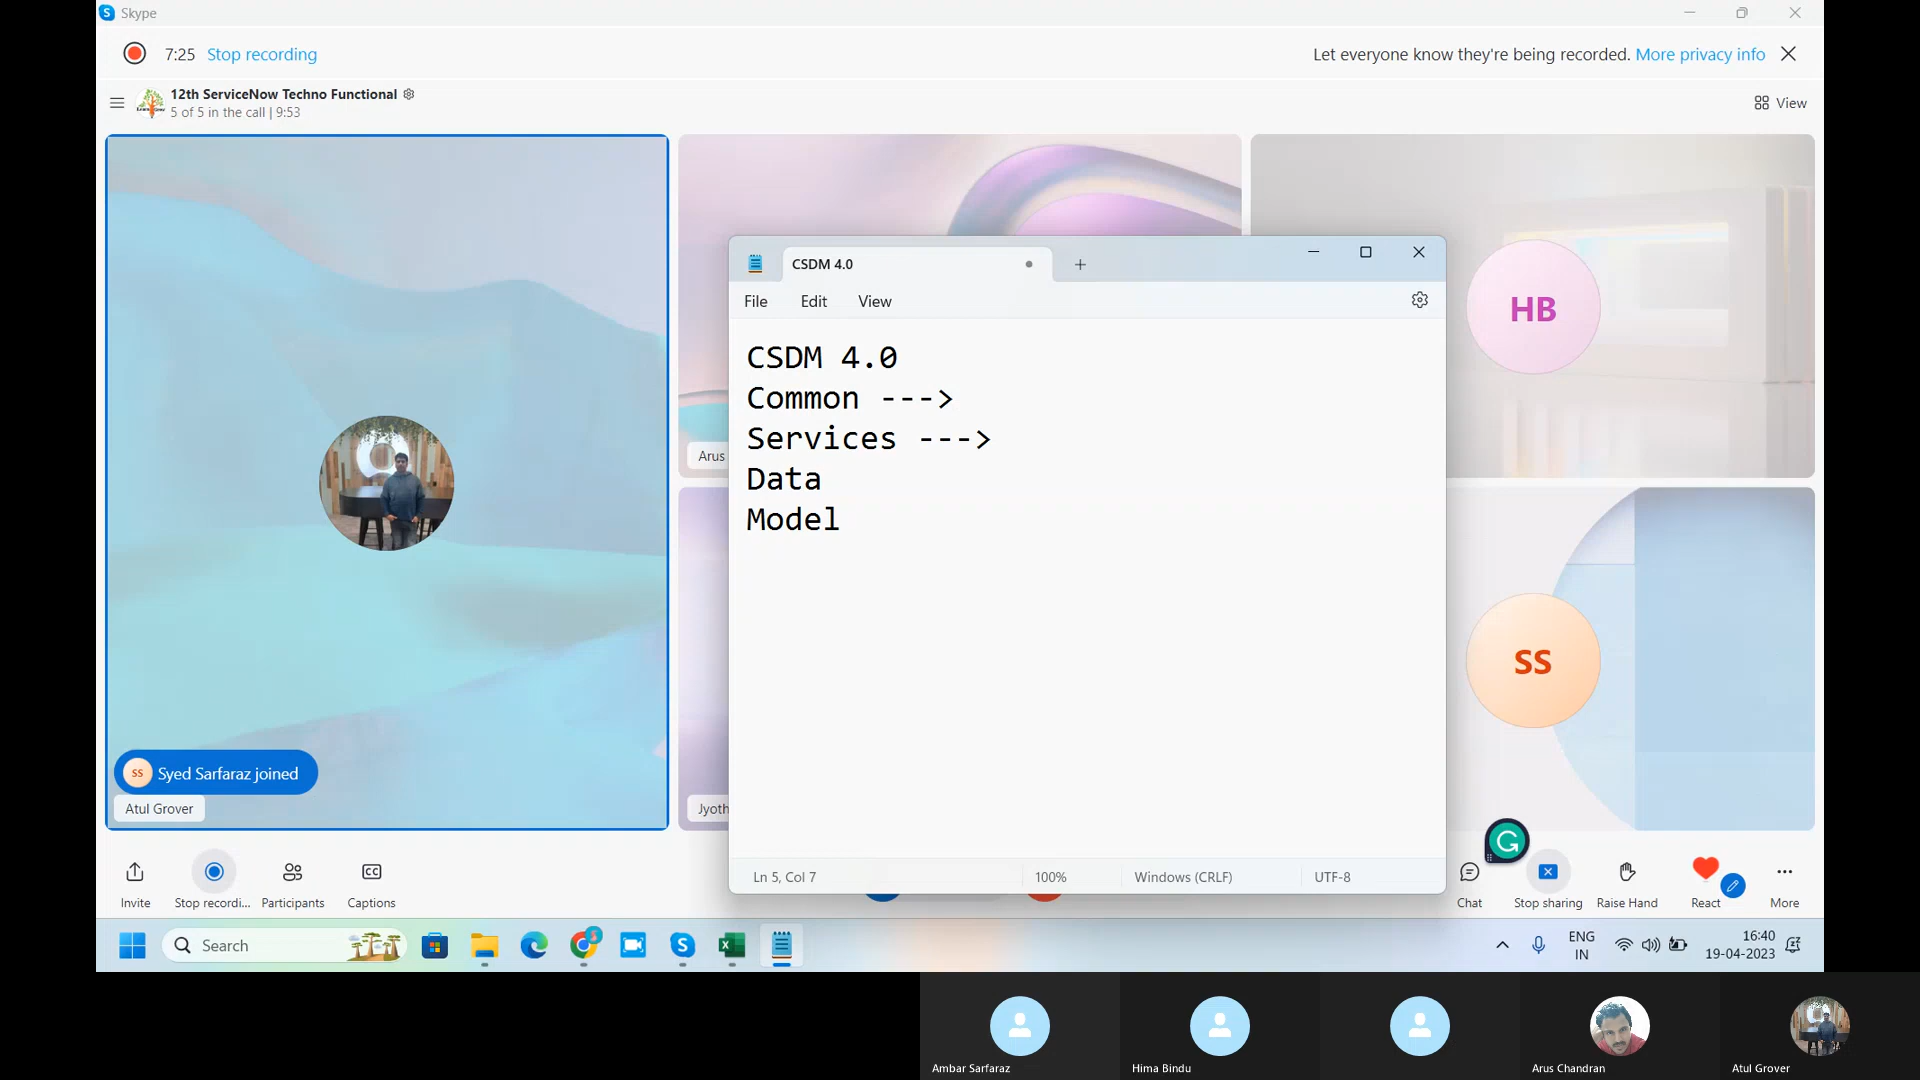 Skype
7:25 Stop recording
Let everyone know they're being recorded. More privacy info
12th ServiceNow Techno Functional
5 of 5 in the call | 9:53
View
CSDM 4.0
File Edit View
CSDM 4.0
Common --->
Services --->
Data
Model
Ln 5, Col 7
100%
Windows (CRLF)
UTF-8
HB
Arus
SS
SS Syed Sarfaraz joined
Atul Grover
Jyoth
Invite
Stop recordi...
Participants
CC
Captions
Chat
Stop sharing
Raise Hand
React
More
Search
ENG
IN
16:40
19-04-2023
Ambar Sarfaraz
Hima Bindu
Arus Chandran
Atul Grover